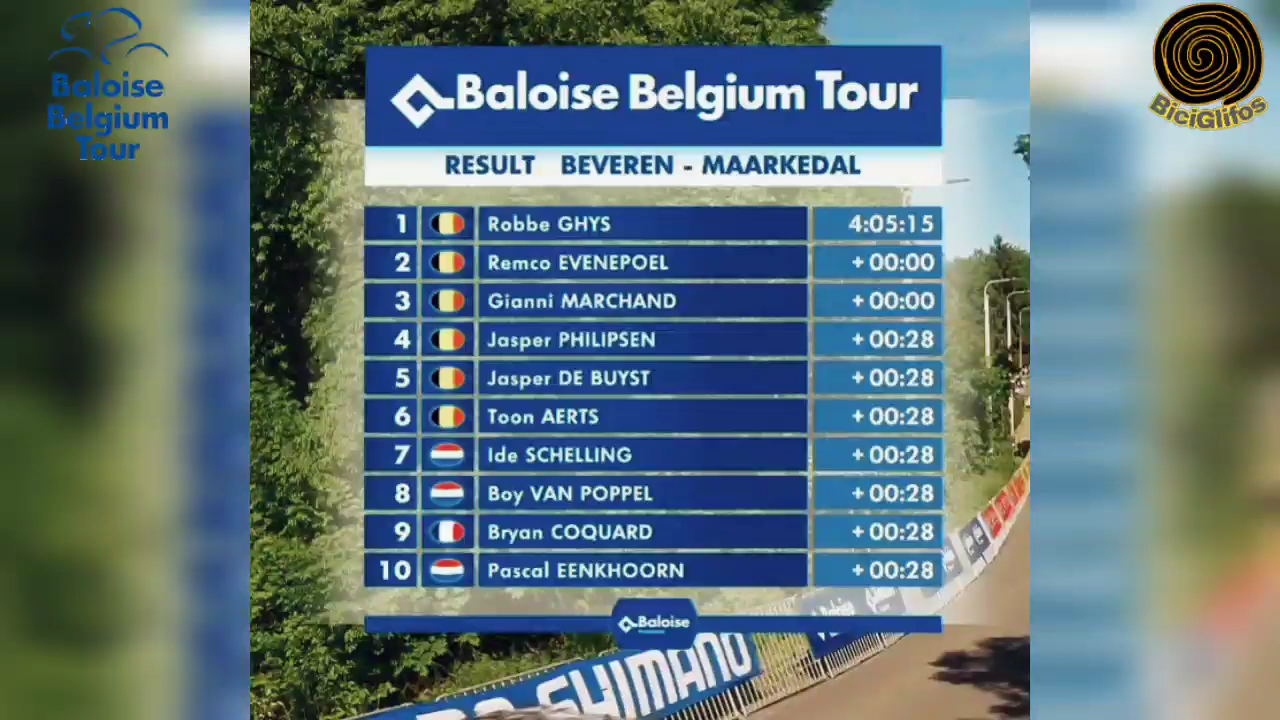 Baloise
Belgium
Tour
BiciGlifos
Baloise Belgium Tour
RESULT BEVEREN - MAARKEDAL
1 Robbe GHYS 4:05:15
2 Remco EVENEPOEL + 00:00
3 Gianni MARCHAND + 00:00
4 Jasper PHILIPSEN + 00:28
5 Jasper DE BUYST + 00:28
6 Toon AERTS + 00:28
7 Ide SCHELLING + 00:28
8 Boy VAN POPPEL + 00:28
9 Bryan COQUARD + 00:28
10 Pascal EENKHOORN + 00:28
Baloise
SHIMANO